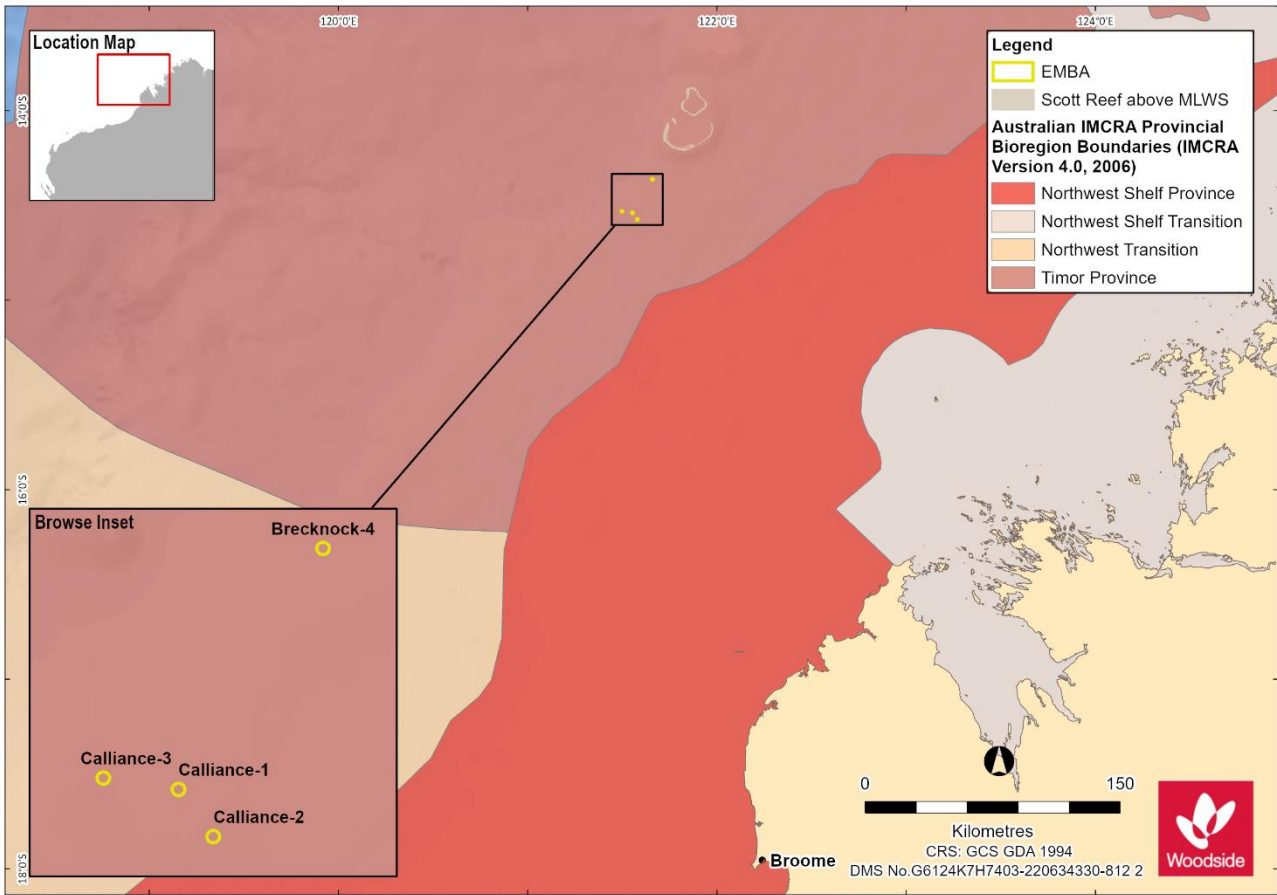 120°0'E
122°0'E
124°0'E
14°0'S
16°0'S
18°0'S
Location Map
Legend
EMBA
Scott Reef above MLWS
Australian IMCRA Provincial
Bioregion Boundaries (IMCRA
Version 4.0, 2006)
Northwest Shelf Province
Northwest Shelf Transition
Northwest Transition
Timor Province
Browse Inset
Brecknock-4
Calliance-3
Calliance-1
Calliance-2
Broome
0 150
Kilometres
CRS: GCS GDA 1994
DMS No.G6124K7H7403-220634330-812 2
Woodside